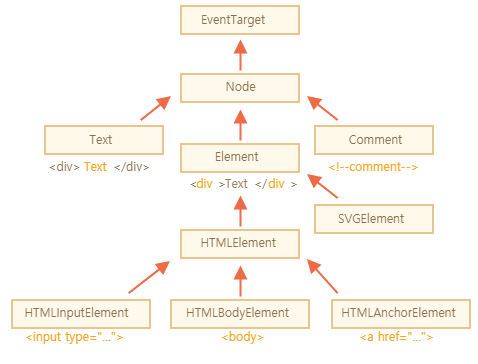 EventTarget
Node
Text
<div> Text </div>
Element
<div >Text </div >
Comment
<!--comment-->
SVGElement
HTMLElement
HTMLInputElement
<input type="...">
HTMLBodyElement
<body>
HTMLAnchorElement
<a href="...">